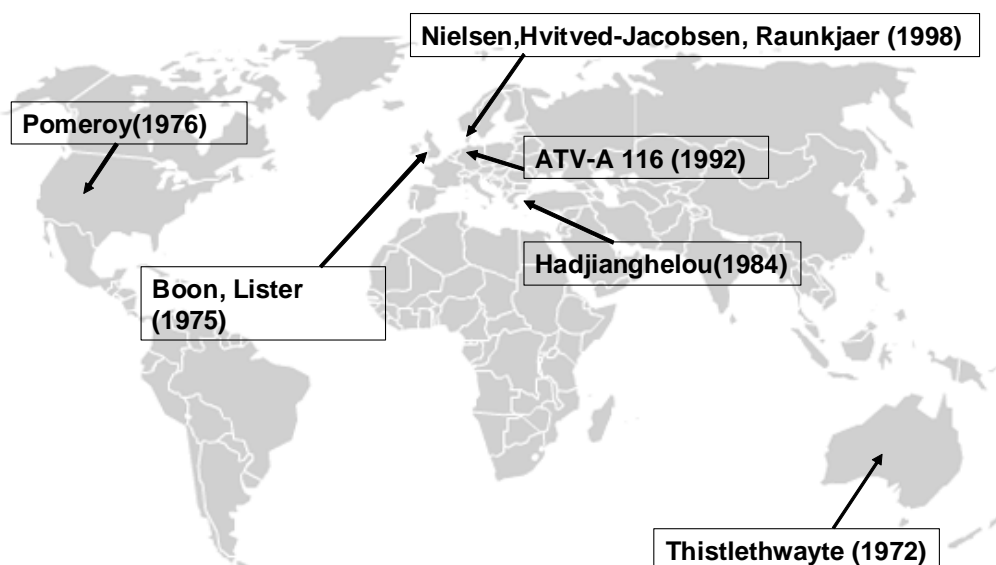 Nielsen,Hvitved-Jacobsen, Raunkjaer (1998)
Pomeroy(1976)
ATV-A 116 (1992)
Hadjianghelou(1984)
Boon, Lister
(1975)
Thistlethwayte (1972)